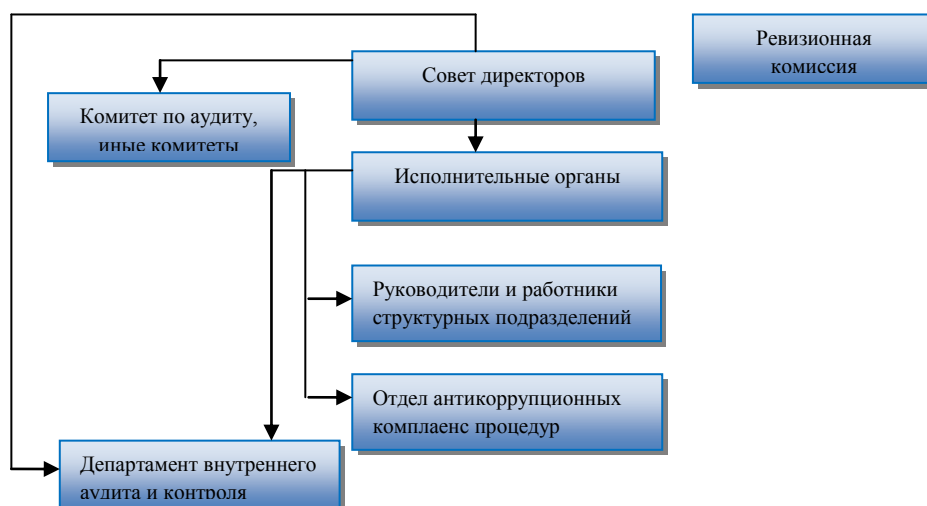 Ревизионная
комиссия
Совет директоров
Комитет по аудиту,
иные комитеты
Исполнительные органы
Руководители и работники
структурных подразделений
Отдел антикоррупционных
комплаенс процедур
Департамент внутреннего
аудита и контроля